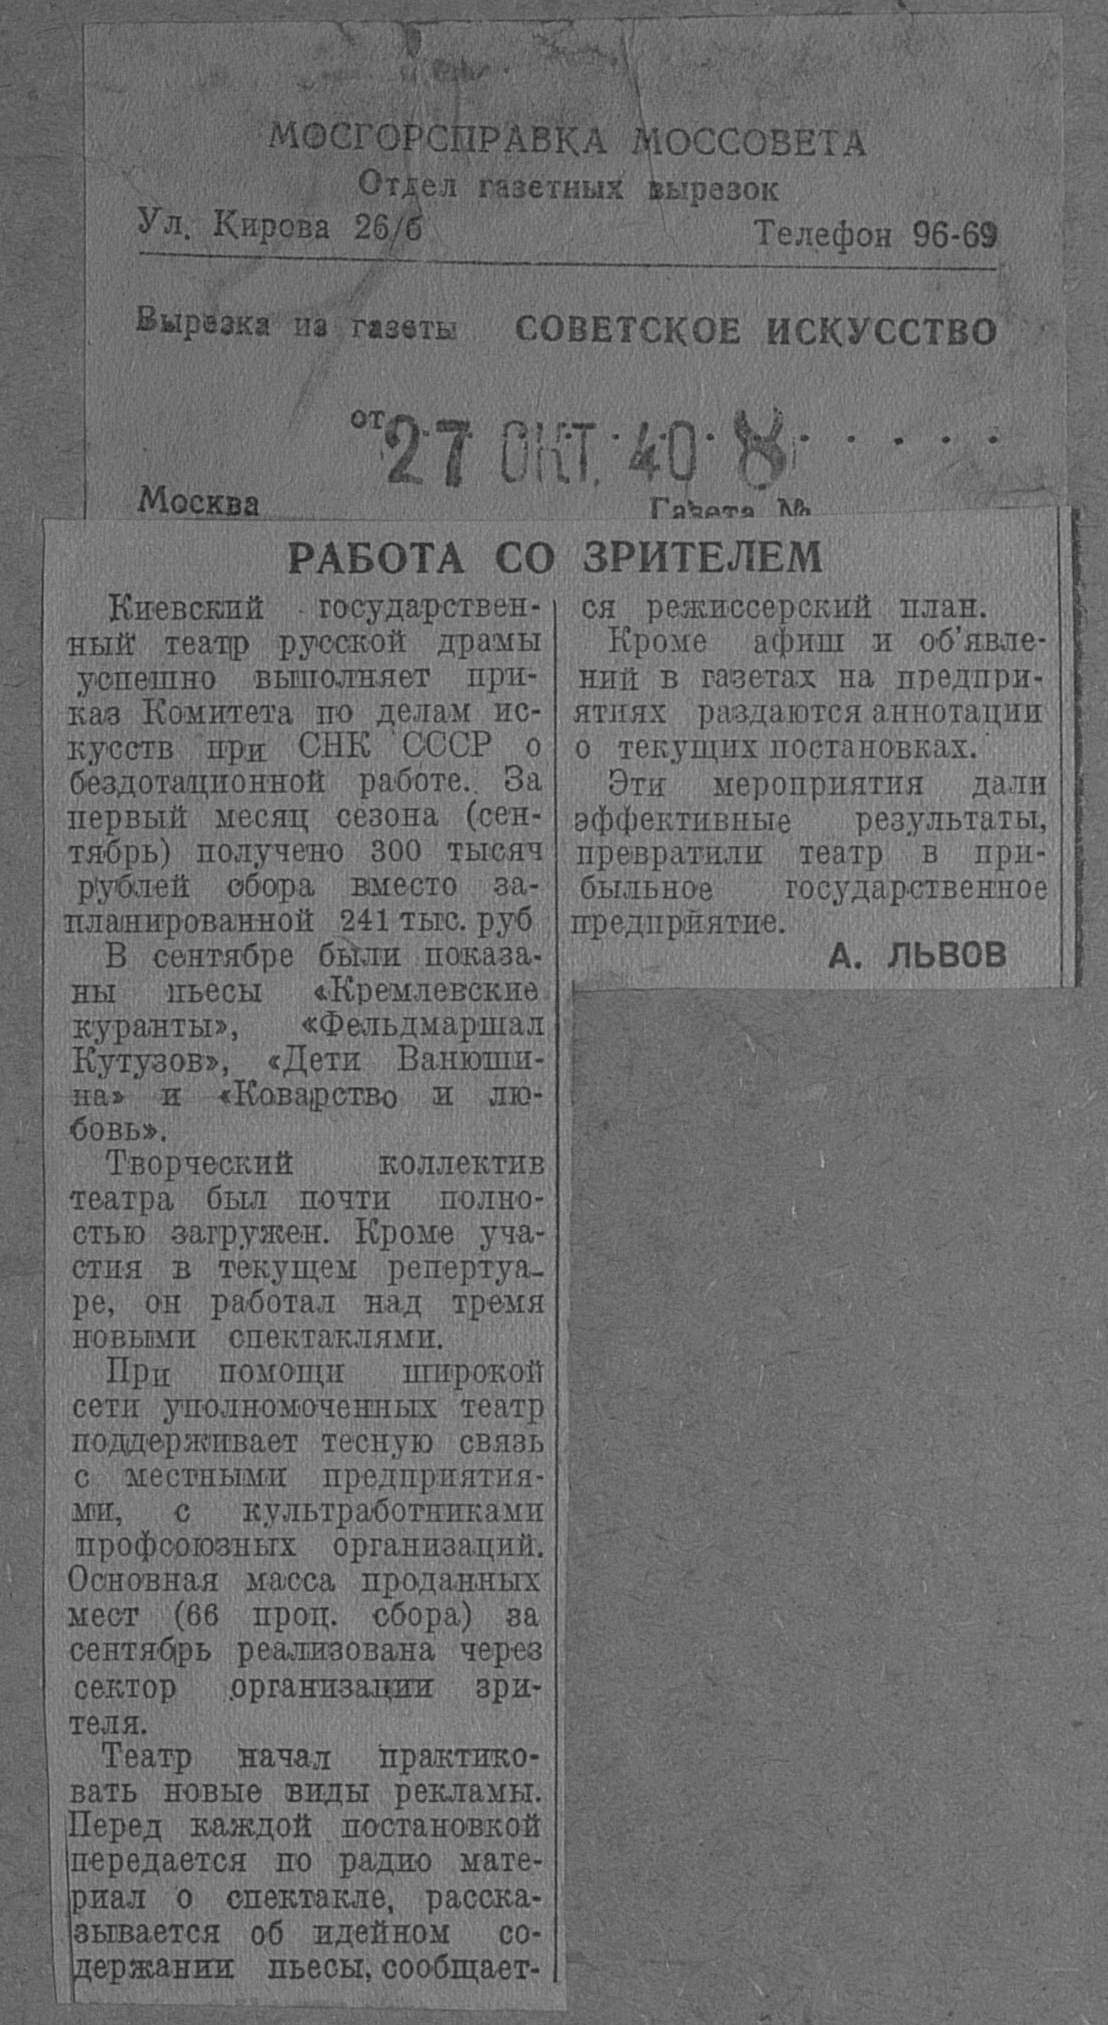 МОСГОРСПРАВКА МОССОВЕТА
Отдел газетных вырезок
Ул. Кирова 26/б Телефон 96-69
Вырезка из газеты СОВЕТСКОЕ ИСКУССТВО
от 27 ОКТ. 40
Москва Газета №
РАБОТА СО ЗРИТЕЛЕМ
Киевский государствен-
ный театр русской драмы
успешно выполняет при-
каз Комитета по делам ис-
кусств при СНК СССР о
бездотационной работе. За
первый месяц сезона (сен-
тябрь) получено 300 тысяч
рублей сбора вместо за-
планированной 241 тыс. руб
В сентябре были показа-
ны пьесы «Кремлевские
куранты», «Фельдмаршал
Кутузов», «Дети Ванюши-
на» и «Коварство и лю-
бовь».
Творческий коллектив
театра был почти полно-
стью загружен. Кроме уча-
стия в текущем репертуа-
ре, он работал над тремя
новыми спектаклями.
При помощи широкой
сети уполномоченных театр
поддерживает тесную связь
с местными предприятия-
ми, с культработниками
профсоюзных организаций.
Основная масса проданных
мест (66 проц. сбора) за
сентябрь реализована через
сектор организации зри-
теля.
Театр начал практико-
вать новые виды рекламы.
Перед каждой постановкой
передается по радио мате-
риал о спектакле, расска-
зывается об идейном со-
держании пьесы, сообщает-
ся режиссерский план.
Кроме афиш и об'явле-
ний в газетах на предпри-
ятиях раздаются аннотации
о текущих постановках.
Эти мероприятия дали
эффективные результаты,
превратили театр в при-
быльное государственное
предприятие.
А. ЛЬВОВ